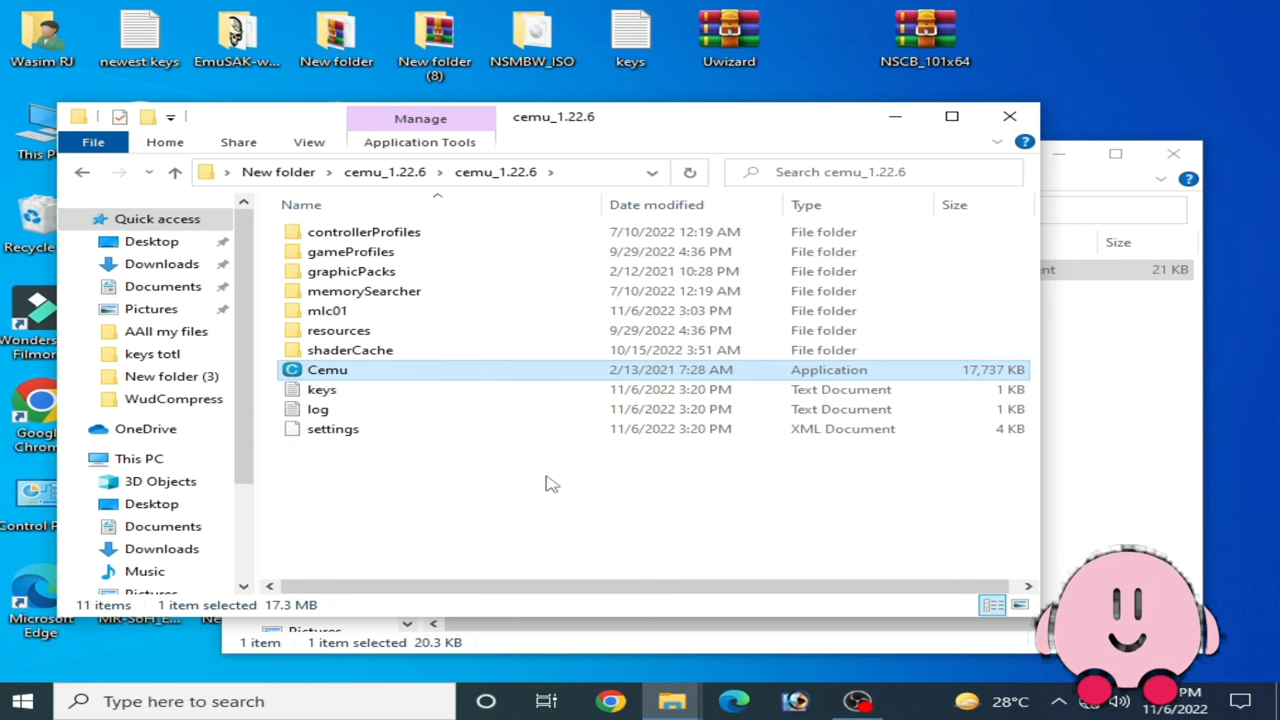 Wasim RJ
newest keys
EmuSAK-w...
New folder
New folder
(8)
NSMBW_ISO
keys
Uwizard
NSCB_101x64
This P
Recycle
Wonders
Filmor
Google
Chrom
Control P
Microsoft
Edge
Manage
cemu_1.22.6
File
Home
Share
View
Application Tools
New folder
cemu_1.22.6
cemu_1.22.6
Search cemu_1.22.6
Name
Date modified
Type
Size
Quick access
Desktop
Downloads
Documents
Pictures
AAll my files
keys totl
New folder (3)
WudCompress
OneDrive
This PC
3D Objects
Desktop
Documents
Downloads
Music
Pictures
controllerProfiles 7/10/2022 12:19 AM File folder
gameProfiles 9/29/2022 4:36 PM File folder
graphicPacks 2/12/2021 10:28 PM File folder
memorySearcher 7/10/2022 12:19 AM File folder
mlc01 11/6/2022 3:03 PM File folder
resources 9/29/2022 4:36 PM File folder
shaderCache 10/15/2022 3:51 AM File folder
Cemu 2/13/2021 7:28 AM Application 17,737 KB
keys 11/6/2022 3:20 PM Text Document 1 KB
log 11/6/2022 3:20 PM Text Document 1 KB
settings 11/6/2022 3:20 PM XML Document 4 KB
11 items 1 item selected 17.3 MB
Size
ent 21 KB
Pictures
1 item 1 item selected 20.3 KB
Type here to search
28°C
PM
11/6/2022